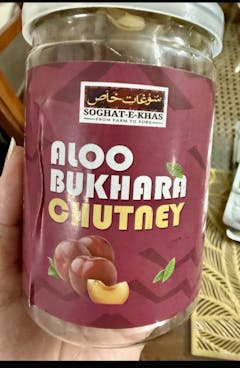 سوغات خاص
SOGHAT-E-KHAS
FROM FARM TO FORK
ALOO
BUKHARA
CHUTNEY